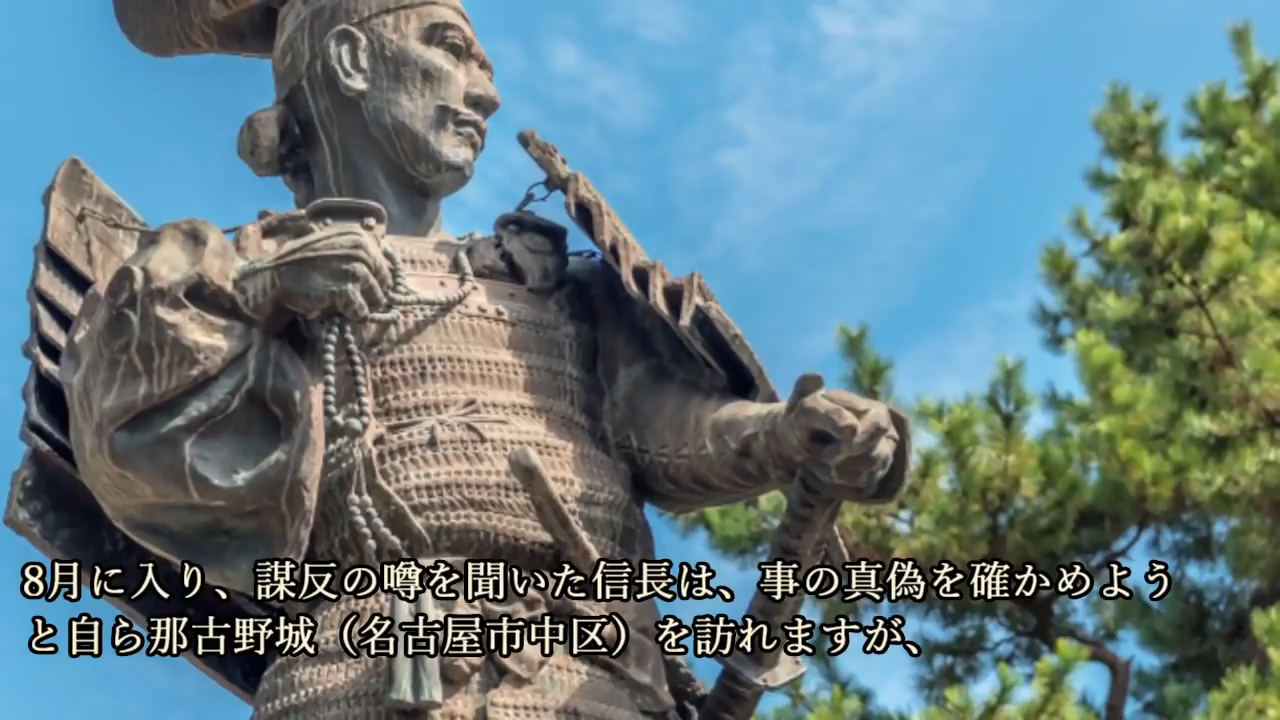 8月に入り、謀反の噂を聞いた信長は、事の真偽を確かめよう
と自ら那古野城（名古屋市中区）を訪れますが、